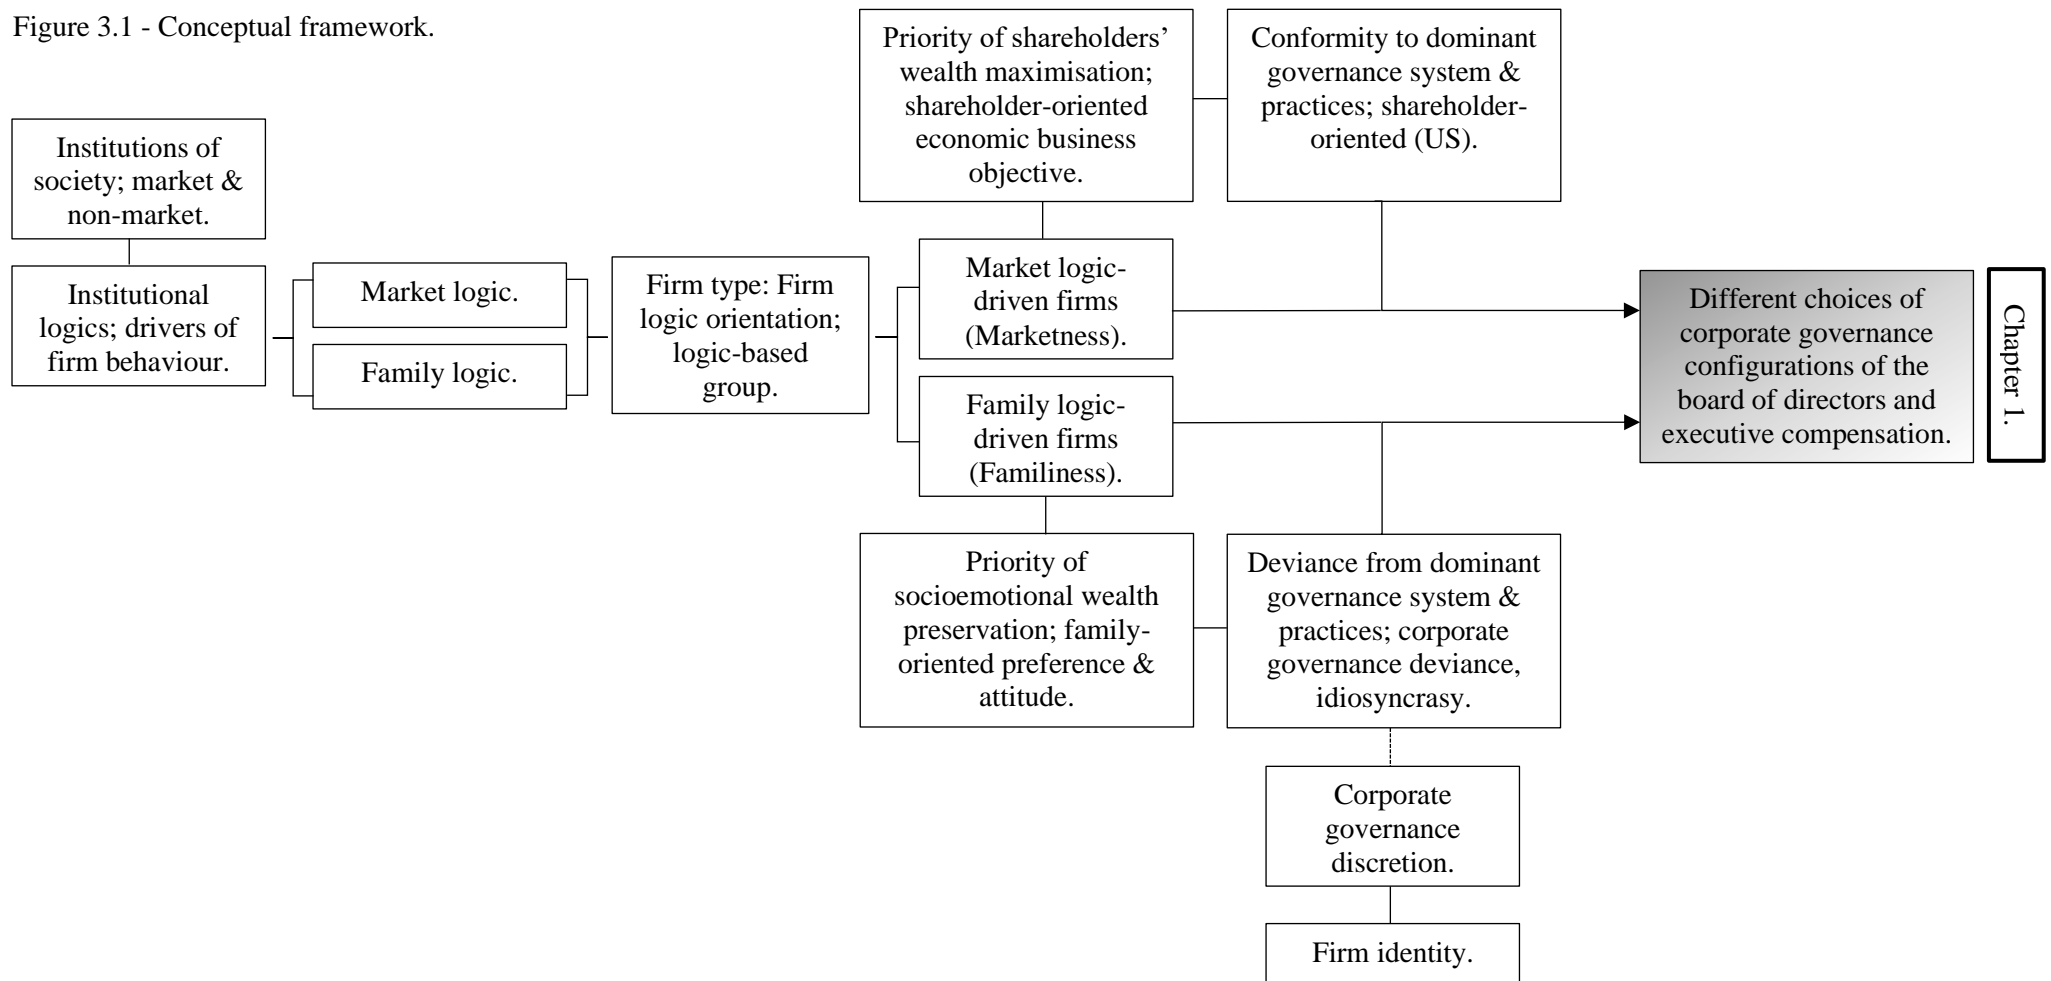 Figure 3.1 - Conceptual framework.
Institutions of
society; market &
non-market.
Institutional
logics; drivers of
firm behaviour.
Market logic.
Family logic.
Firm type: Firm
logic orientation;
logic-based
group.
Priority of shareholders’
wealth maximisation;
shareholder-oriented
economic business
objective.
Conformity to dominant
governance system &
practices; shareholder-
oriented (US).
Market logic-
driven firms
(Marketness).
Family logic-
driven firms
(Familiness).
Priority of
socioemotional wealth
preservation; family-
oriented preference &
attitude.
Deviance from dominant
governance system &
practices; corporate
governance deviance,
idiosyncrasy.
Corporate
governance
discretion.
Firm identity.
Different choices of
corporate governance
configurations of the
board of directors and
executive compensation.
Chapter 1.